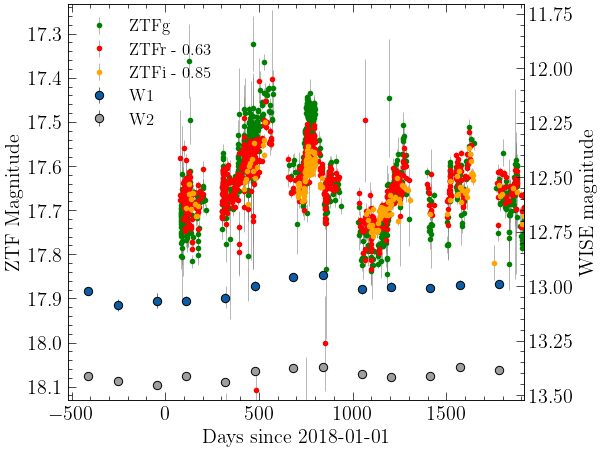 ZTFg
ZTFr - 0.63
ZTFi - 0.85
W1
W2
17.3
17.4
17.5
17.6
17.7
17.8
17.9
18.0
18.1
ZTF Magnitude
11.75
12.00
12.25
12.50
12.75
13.00
13.25
13.50
WISE magnitude
−500
0
500
1000
1500
Days since 2018-01-01